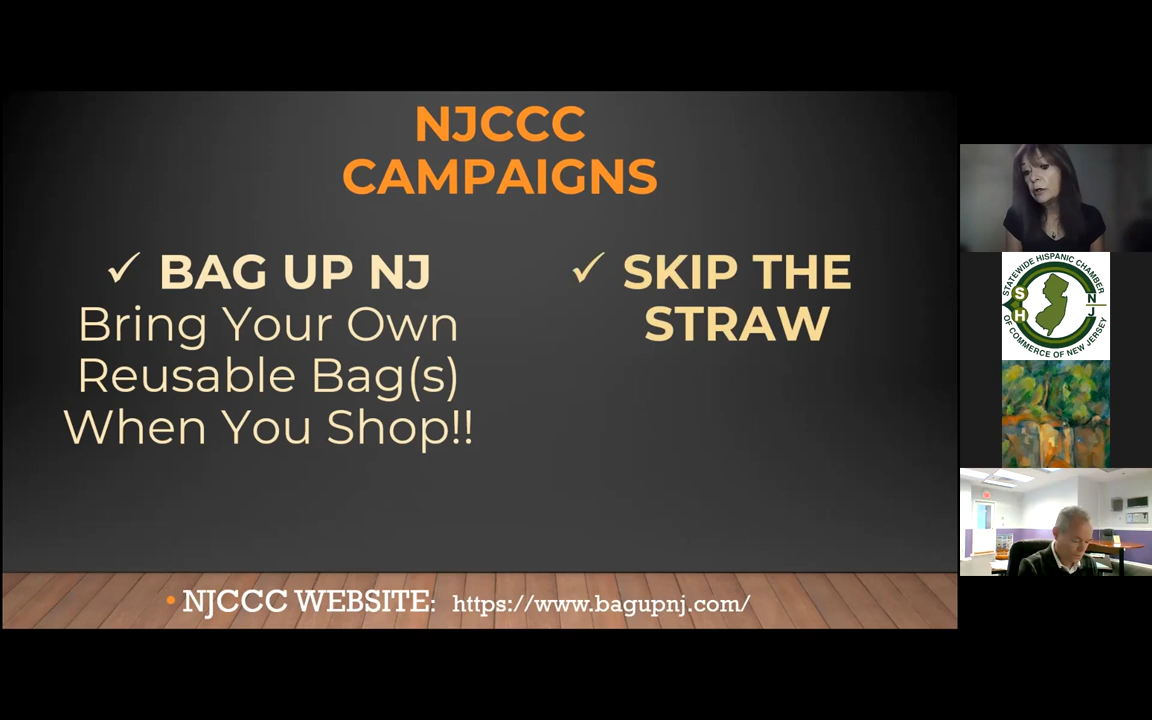 NJCCC
CAMPAIGNS
✓ BAG UP NJ
Bring Your Own
Reusable Bag(s)
When You Shop!!
✓ SKIP THE
STRAW
• NJCCC WEBSITE: https://www.bagupnj.com/
STATEWIDE HISPANIC CHAMBER
S N
H J
OF COMMERCE OF NEW JERSEY